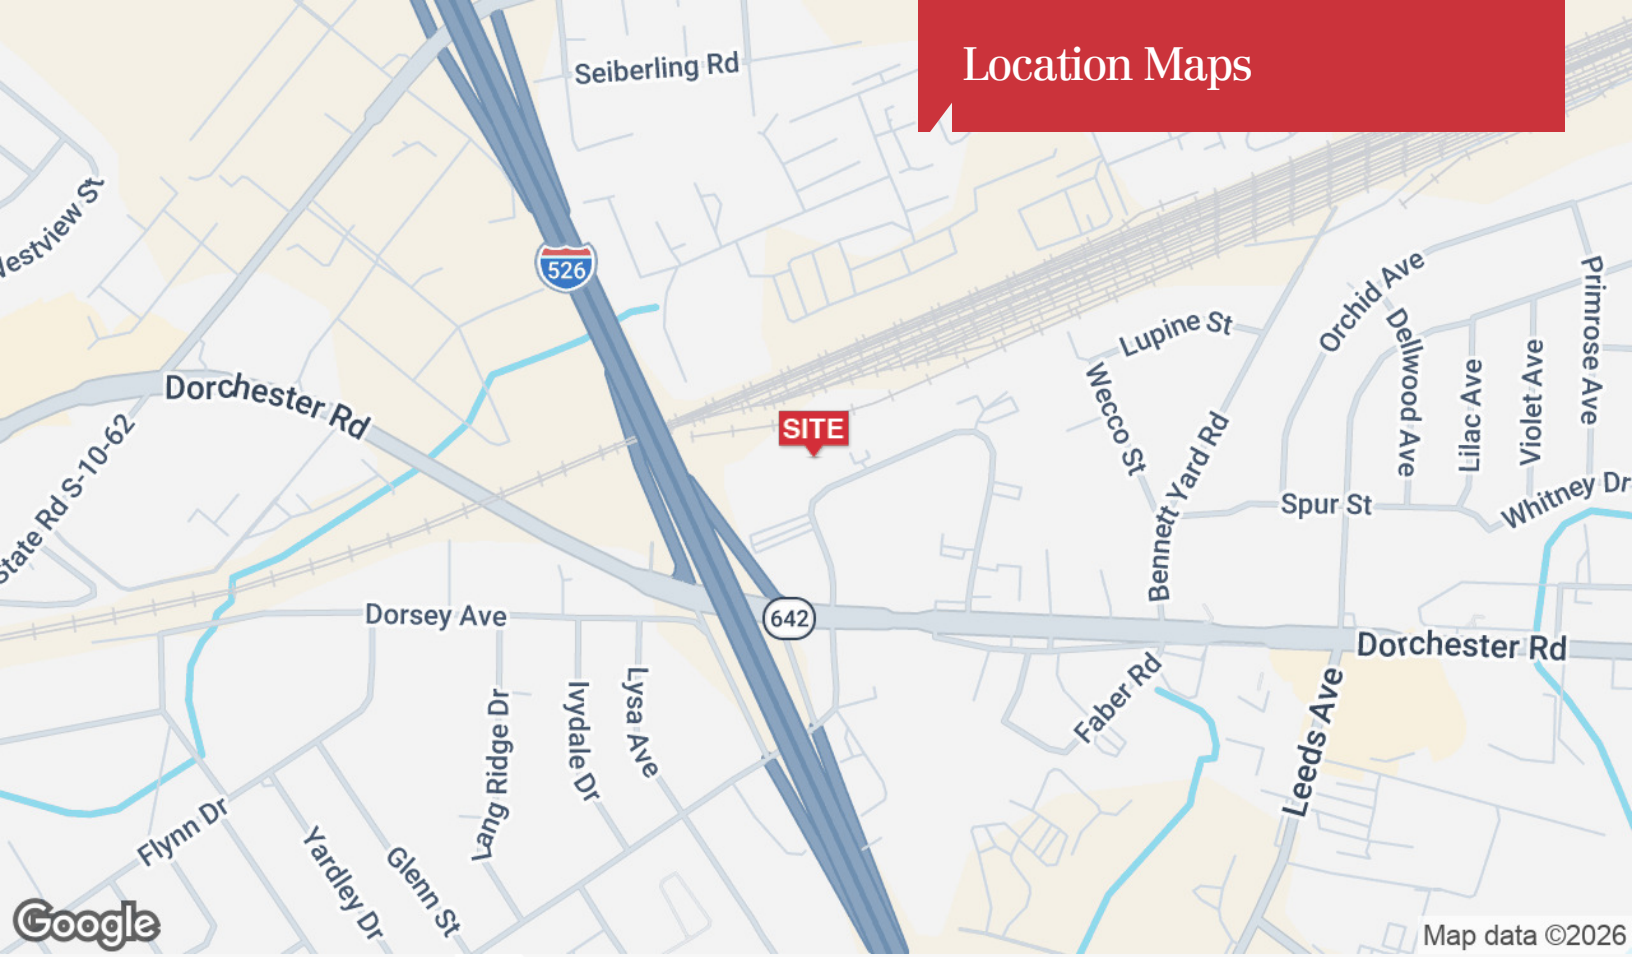 Location Maps
Seiberling Rd
Westview St
526
Orchid Ave
Primrose Ave
Lupine St
Dellwood Ave
Violet Ave
Lilac Ave
Wecco St
Dorchester Rd
SITE
State Rd S-10-62
Bennett Yard Rd
Spur St
Whitney Dr
Dorsey Ave
642
Dorchester Rd
Faber Rd
Leeds Ave
Lysa Ave
Ivydale Dr
Lang Ridge Dr
Flynn Dr
Yardley Dr
Glenn St
Google
Map data ©2026